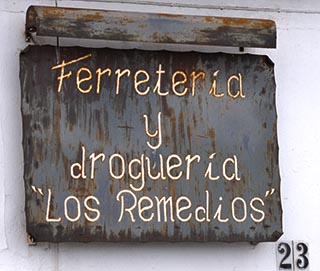 Ferretería
y
droguería
"Los Remedios"
23